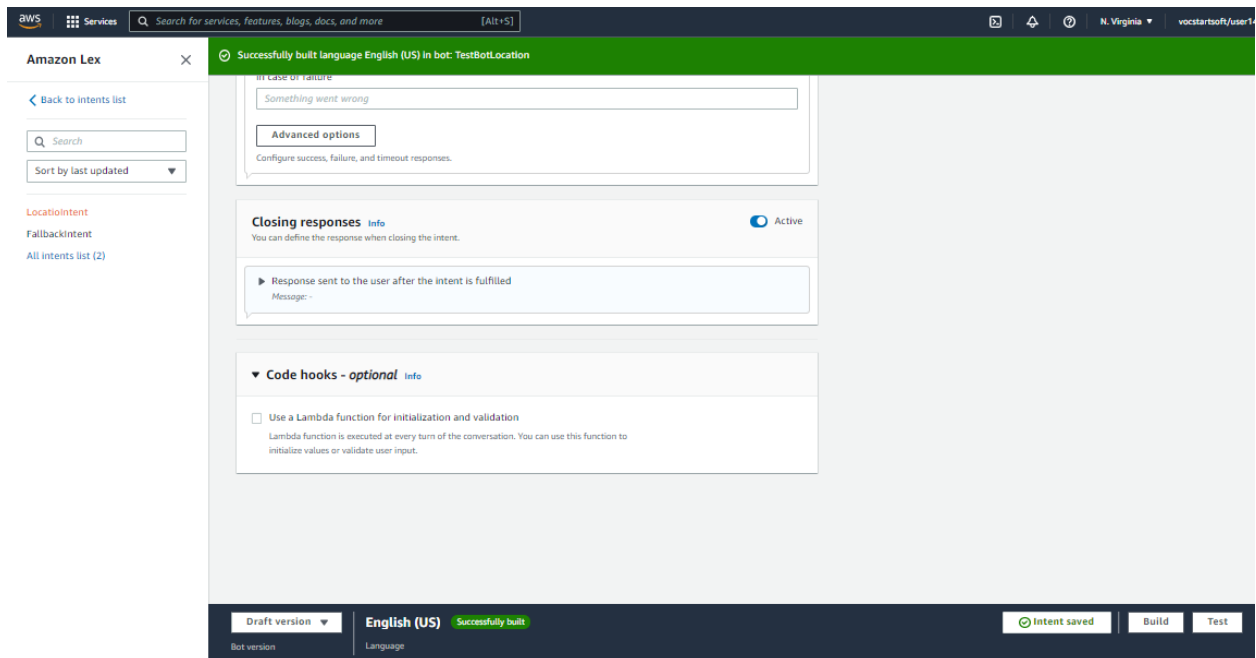 aws
Services
Search for services, features, blogs, docs, and more
[Alt+S]
N. Virginia
vocstartsoft/user14
Amazon Lex
Successfully built language English (US) in bot: TestBotLocation
Back to intents list
Search
Sort by last updated
LocatioIntent
FallbackIntent
All intents list (2)
In case of failure
Something went wrong
Advanced options
Configure success, failure, and timeout responses.
Closing responses Info
Active
You can define the response when closing the intent.
Response sent to the user after the intent is fulfilled
Message: -
Code hooks - optional Info
Use a Lambda function for initialization and validation
Lambda function is executed at every turn of the conversation. You can use this function to
initialize values or validate user input.
Draft version
Bot version
English (US) Successfully built
Language
Intent saved
Build
Test